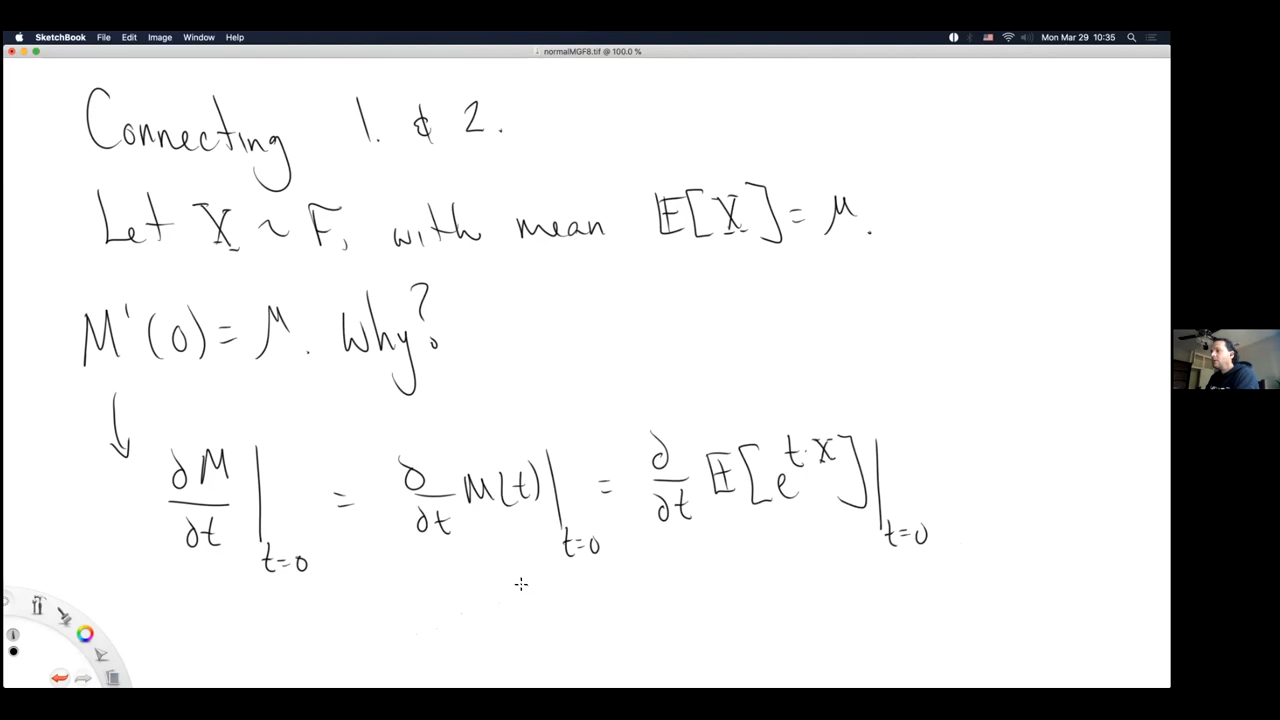 SketchBook File Edit Image Window Help Mon Mar 29 10:35
normalMGF8.tif @ 100.0 %
Connecting 1. & 2.
Let X ~ F, with mean E[X] = μ.
M'(0) = μ. Why?
↓
∂M/∂t |_{t=0} = ∂/∂t M(t) |_{t=0} = ∂/∂t E[e^{t·X}] |_{t=0}